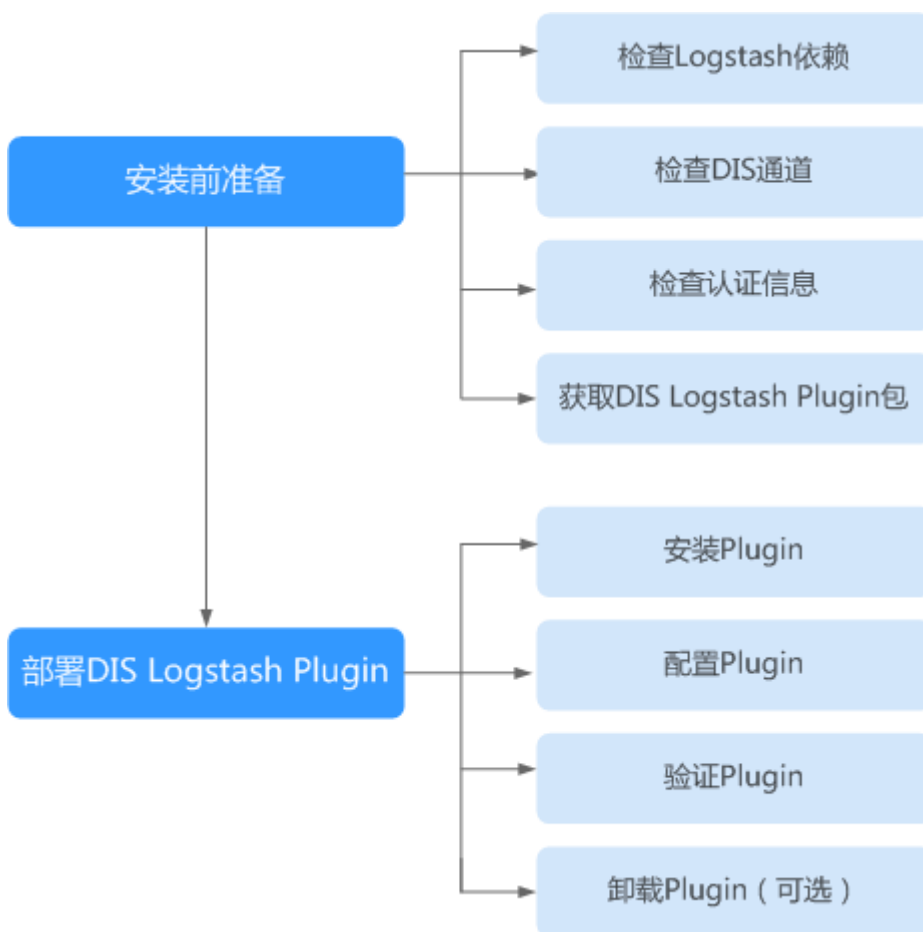 安装前准备
检查Logstash依赖
检查DIS通道
检查认证信息
获取DIS Logstash Plugin包
部署DIS Logstash Plugin
安装Plugin
配置Plugin
验证Plugin
卸载Plugin（可选）